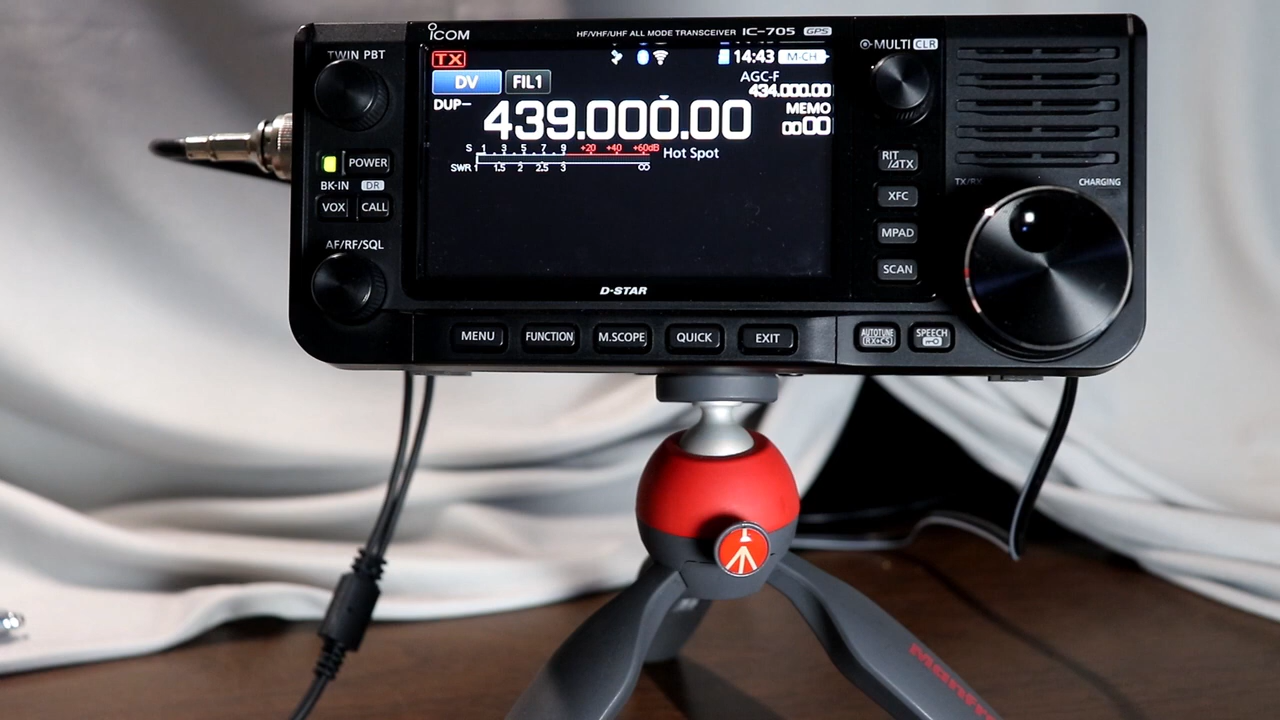 ICOM
HF/VHF/UHF ALL MODE TRANSCEIVER IC-705 GPS
TWIN PBT
MULTI CLR
TX
14:43 M-CH
DV FIL1
AGC-F
434.000.00
DUP-
439.000.00
MEMO
0000
S 1 . 3 . 5 . 7 . 9 +20 +40 +60dB
Hot Spot
SWR 1 1.5 2 2.5 3 ∞
POWER
BK-IN DR
VOX CALL
AF/RF/SQL
RIT
/⊿TX
XFC
MPAD
SCAN
TX/RX
CHARGING
D-STAR
MENU FUNCTION M.SCOPE QUICK EXIT
AUTOTUNE
RX→CS
SPEECH